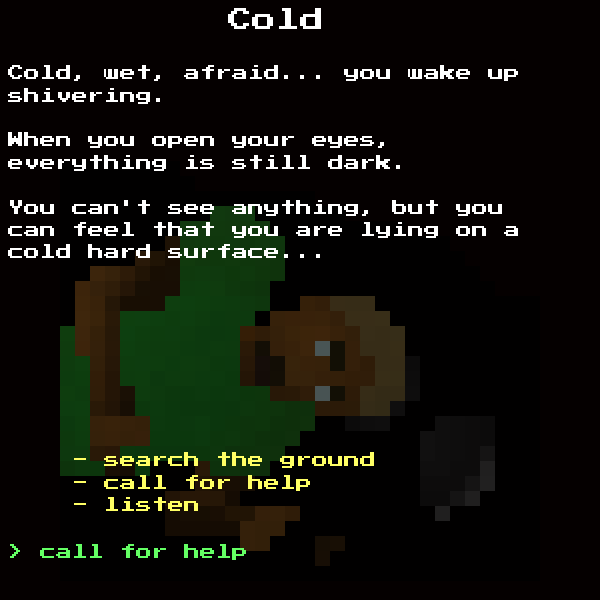 Cold
Cold, wet, afraid... you wake up
shivering.
When you open your eyes,
everything is still dark.
You can't see anything, but you
can feel that you are lying on a
cold hard surface...
- search the ground
- call for help
- listen
> call for help